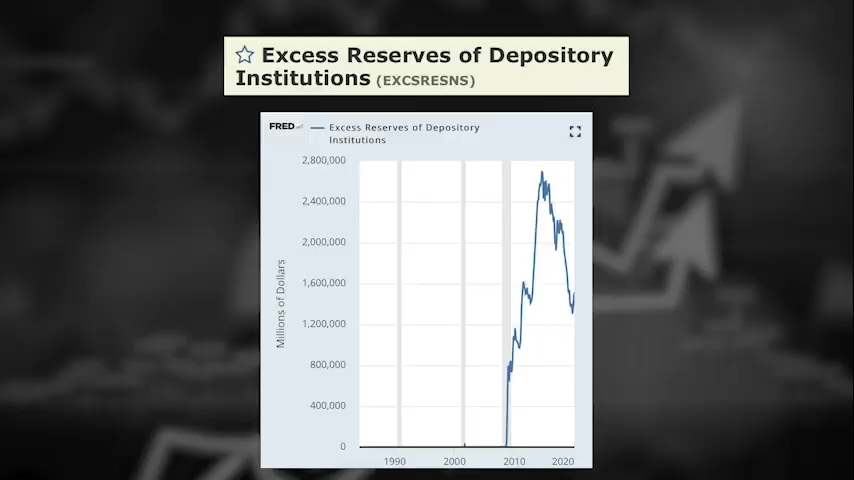 Excess Reserves of Depository
Institutions (EXCSRESNS)
FRED
Excess Reserves of Depository
Institutions
2,800,000
2,400,000
2,000,000
1,600,000
1,200,000
800,000
400,000
0
Millions of Dollars
1990 2000 2010 2020